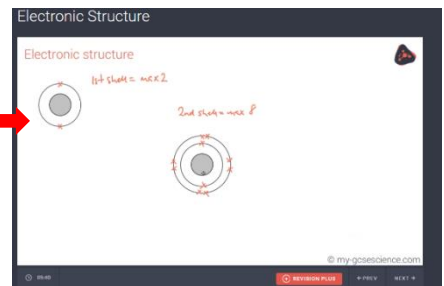 Electronic Structure
Electronic structure
1st shell = max 2
2nd shell = max 8
© my-gcsescience.com
REVISION PLUS
PREV
NEXT